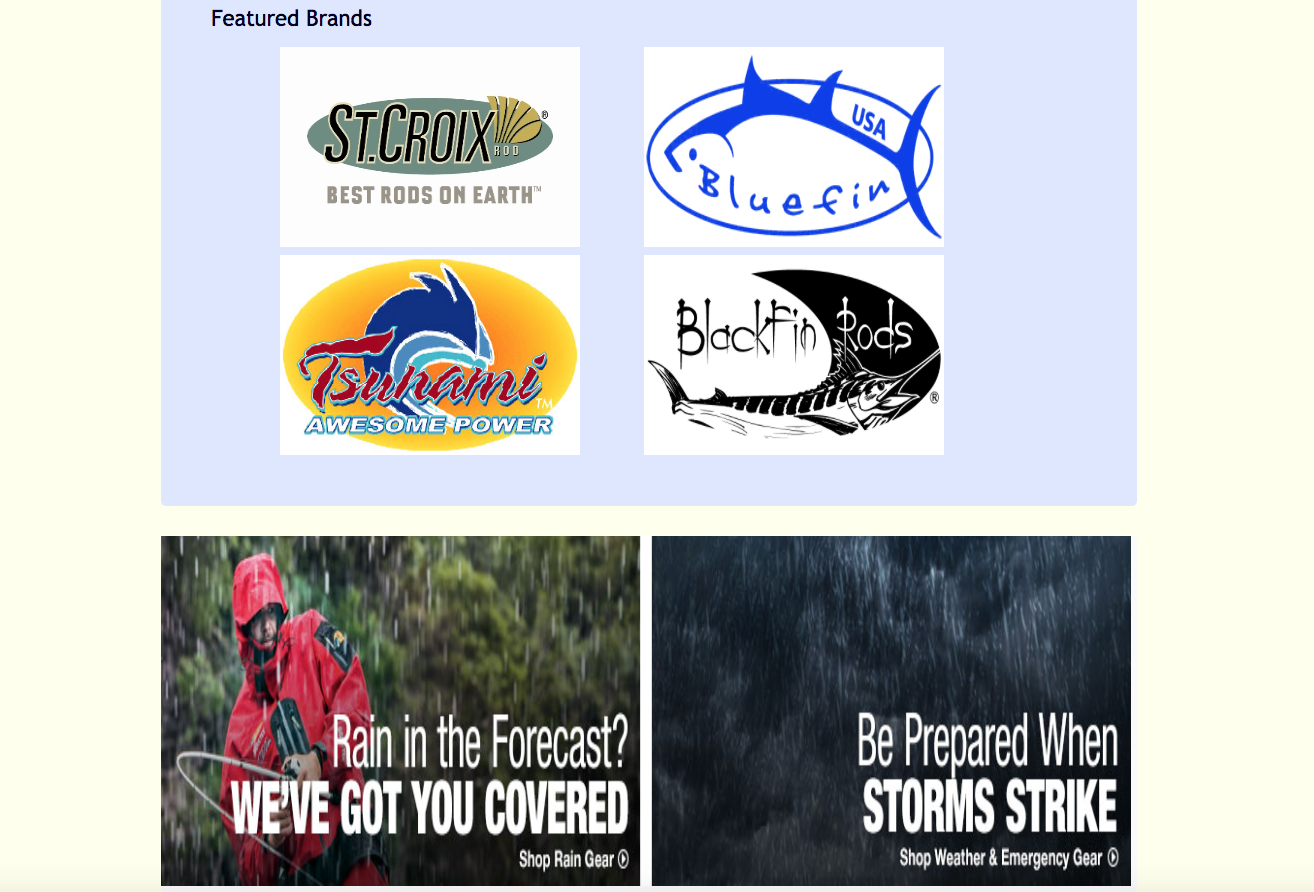 Featured Brands
ST.CROIX®
ROD
BEST RODS ON EARTH™
USA
Bluefin
Tsunami™
AWESOME POWER
BlackFin Rods®
Rain in the Forecast?
WE'VE GOT YOU COVERED
Shop Rain Gear
Be Prepared When
STORMS STRIKE
Shop Weather & Emergency Gear